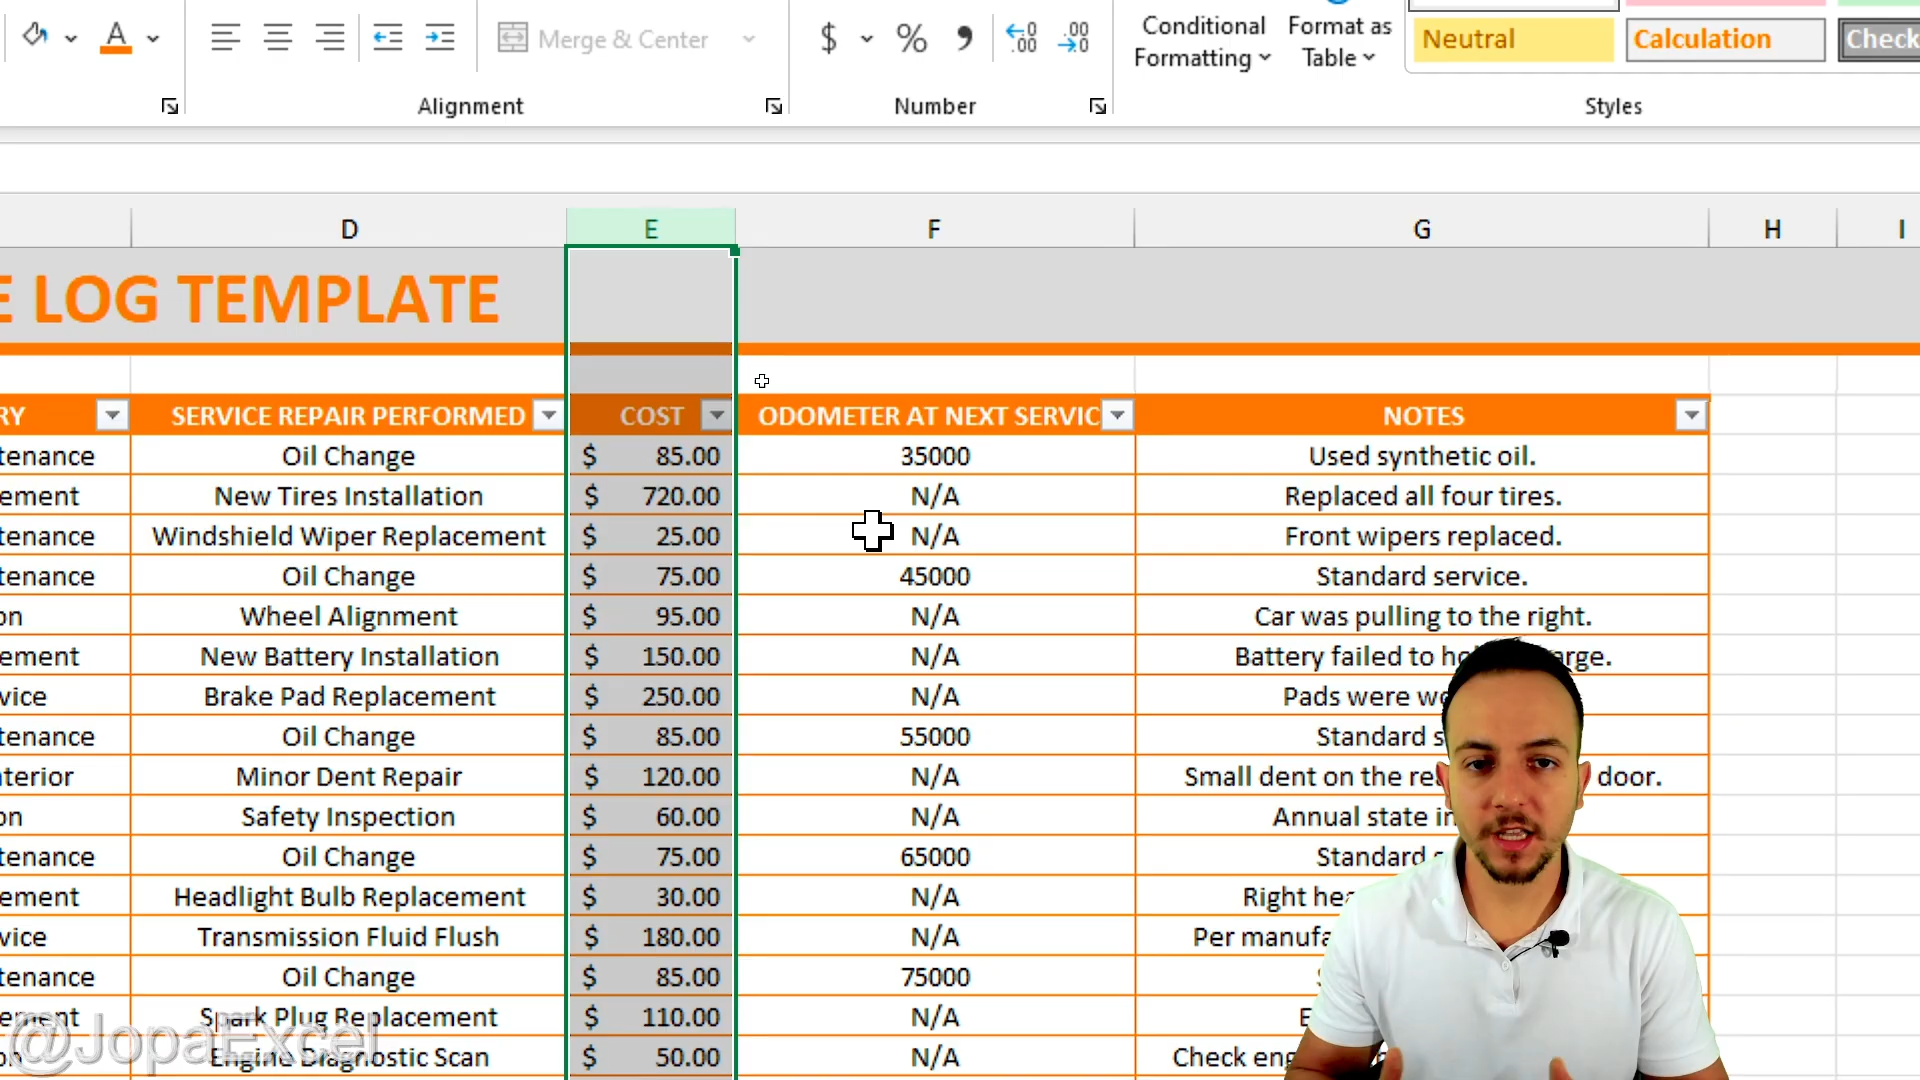 Merge & Center
$ % , .00 .00
Conditional Formatting
Format as Table
Neutral
Calculation
Check
Alignment
Number
Styles
D E F G H I
E LOG TEMPLATE
RY SERVICE REPAIR PERFORMED COST ODOMETER AT NEXT SERVIC NOTES
tenance Oil Change $ 85.00 35000 Used synthetic oil.
ement New Tires Installation $ 720.00 N/A Replaced all four tires.
tenance Windshield Wiper Replacement $ 25.00 N/A Front wipers replaced.
tenance Oil Change $ 75.00 45000 Standard service.
on Wheel Alignment $ 95.00 N/A Car was pulling to the right.
ement New Battery Installation $ 150.00 N/A Battery failed to ho arge.
vice Brake Pad Replacement $ 250.00 N/A Pads were wo
tenance Oil Change $ 85.00 55000 Standard s
terior Minor Dent Repair $ 120.00 N/A Small dent on the re door.
on Safety Inspection $ 60.00 N/A Annual state in
tenance Oil Change $ 75.00 65000 Standard
ement Headlight Bulb Replacement $ 30.00 N/A Right hea
vice Transmission Fluid Flush $ 180.00 N/A Per manufa
tenance Oil Change $ 85.00 75000
ement Spark Plug Replacement $ 110.00 N/A E
on Engine Diagnostic Scan $ 50.00 N/A Check eng
@JopaExcel